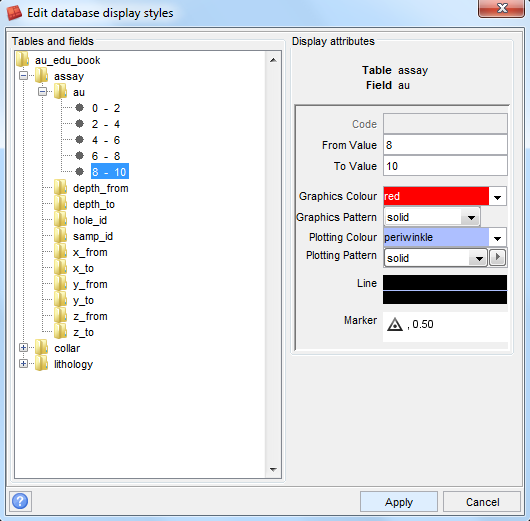 Edit database display styles
Tables and fields
au_edu_book
assay
au
0 - 2
2 - 4
4 - 6
6 - 8
8 - 10
depth_from
depth_to
hole_id
samp_id
x_from
x_to
y_from
y_to
z_from
z_to
collar
lithology
Display attributes
Table assay
Field au
Code
From Value 8
To Value 10
Graphics Colour red
Graphics Pattern solid
Plotting Colour periwinkle
Plotting Pattern solid
Line
Marker , 0.50
?
Apply
Cancel